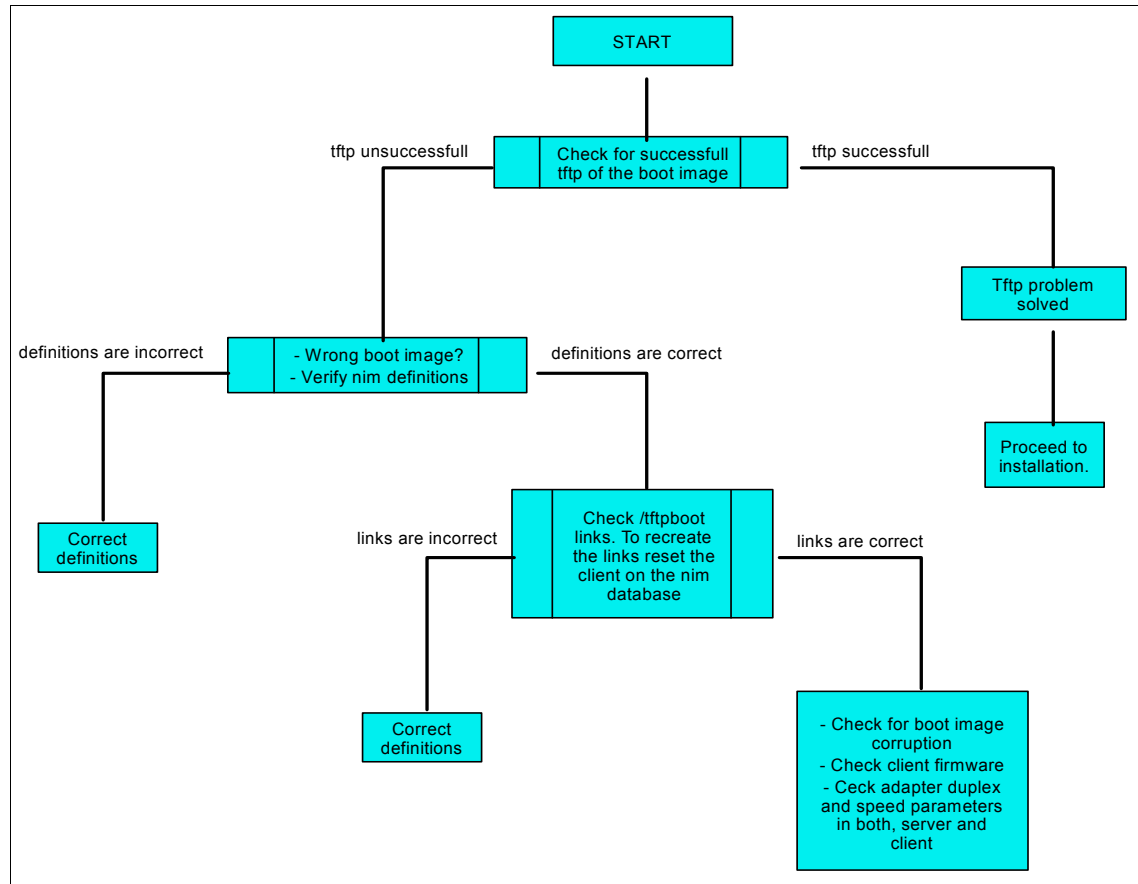 START
tftp unsuccessfull
Check for successfull
tftp of the boot image
tftp successfull
Tftp problem
solved
definitions are incorrect
- Wrong boot image?
- Verify nim definitions
definitions are correct
Proceed to
installation.
Correct
definitions
links are incorrect
Check /tftpboot
links. To recreate
the links reset the
client on the nim
database
links are correct
Correct
definitions
- Check for boot image
corruption
- Check client firmware
- Ceck adapter duplex
and speed parameters
in both, server and
client